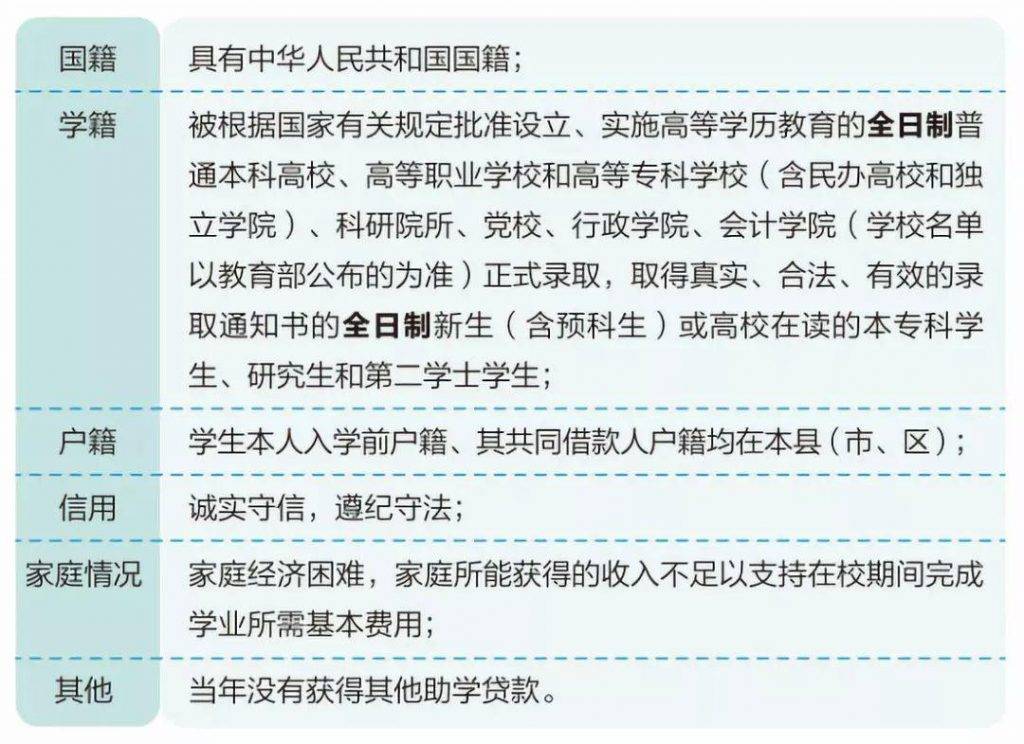 国籍 具有中华人民共和国国籍；
学籍 被根据国家有关规定批准设立、实施高等学历教育的全日制普
通本科高校、高等职业学校和高等专科学校（含民办高校和独
立学院）、科研院所、党校、行政学院、会计学院（学校名单
以教育部公布的为准）正式录取，取得真实、合法、有效的录
取通知书的全日制新生（含预科生）或高校在读的本专科学
生、研究生和第二学士学生；
户籍 学生本人入学前户籍、其共同借款人户籍均在本县（市、区）；
信用 诚实守信，遵纪守法；
家庭情况 家庭经济困难，家庭所能获得的收入不足以支持在校期间完成
学业所需基本费用；
其他 当年没有获得其他助学贷款。